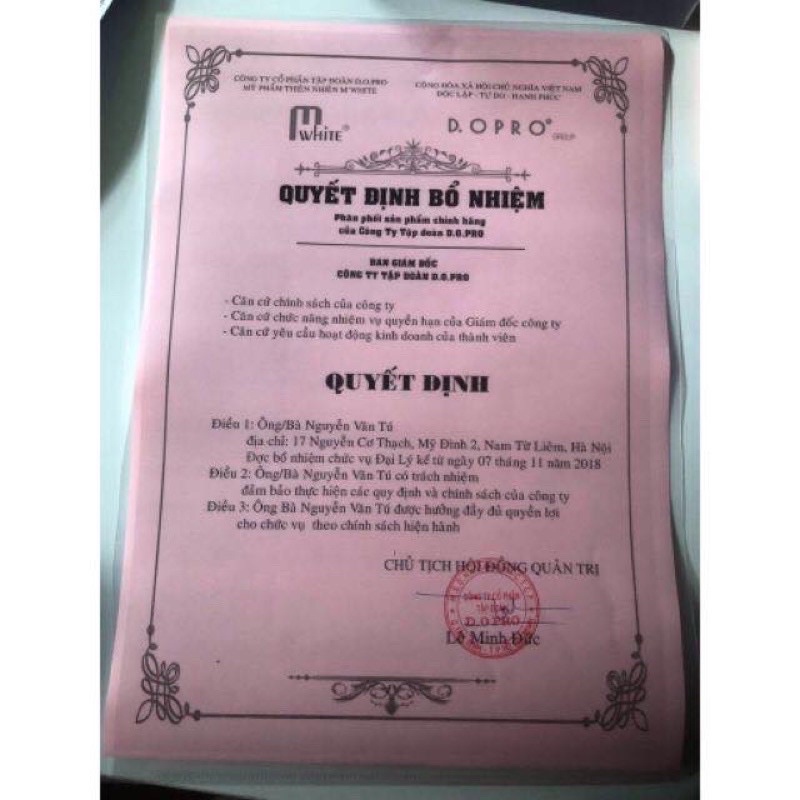 CÔNG TY CỔ PHẦN TẬP ĐOÀN D.O.PRO
MỸ PHẨM THIÊN NHIÊN M'WHITE
CỘNG HÒA XÃ HỘI CHỦ NGHĨA VIỆT NAM
ĐỘC LẬP - TỰ DO - HẠNH PHÚC
M WHITE®
D.OPRO®
GROUP
QUYẾT ĐỊNH BỔ NHIỆM
Phân phối sản phẩm chính hãng
của Công Ty Tập đoàn D.O.PRO
BAN GIÁM ĐỐC
CÔNG TY TẬP ĐOÀN D.O.PRO
- Căn cứ chính sách của công ty
- Căn cứ chức năng nhiệm vụ quyền hạn của Giám đốc công ty
- Căn cứ yêu cầu hoạt động kinh doanh của thành viên
QUYẾT ĐỊNH
Điều 1: Ông/Bà Nguyễn Văn Tú
địa chỉ: 17 Nguyễn Cơ Thạch, Mỹ Đình 2, Nam Từ Liêm, Hà Nội
Đợc bổ nhiệm chức vụ Đại Lý kể từ ngày 07 tháng 11 năm 2018
Điều 2: Ông/Bà Nguyễn Văn Tú có trách nhiệm
đảm bảo thực hiện các quy định và chính sách của công ty
Điều 3: Ông Bà Nguyễn Văn Tú được hưởng đầy đủ quyền lợi
cho chức vụ theo chính sách hiện hành
CHỦ TỊCH HỘI ĐỒNG QUẢN TRỊ
CÔNG TY CỔ PHẦN
TẬP ĐOÀN
D.O.PRO
Lê Minh Đức